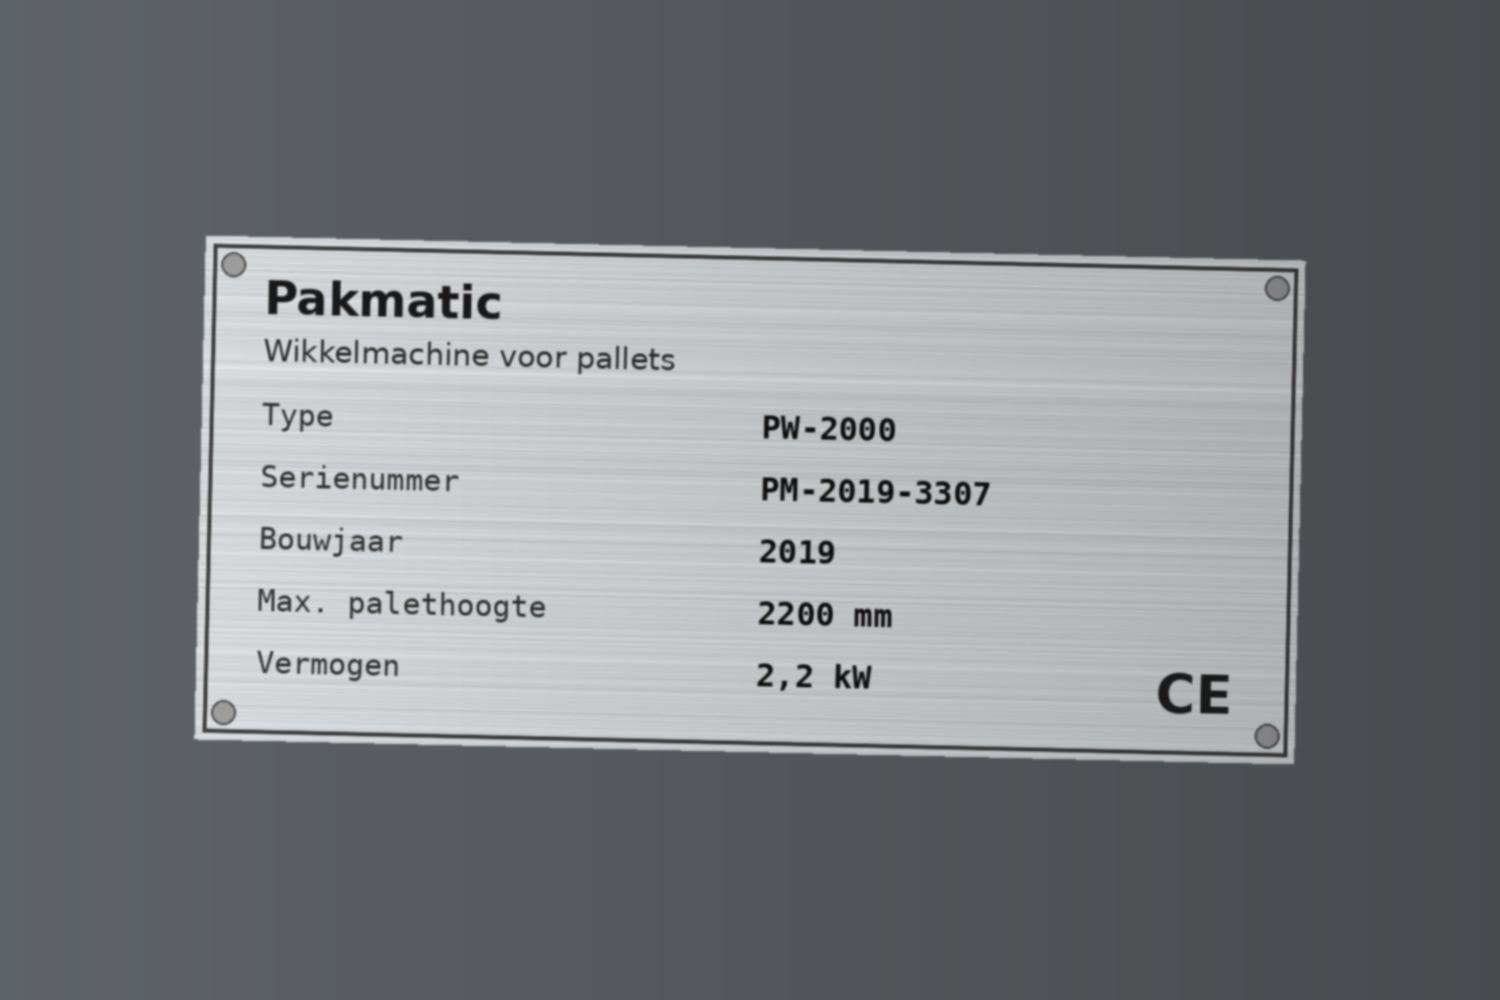 Pakmatic
Wikkelmachine voor pallets
Type PW-2000
Serienummer PM-2019-3307
Bouwjaar 2019
Max. palethoogte 2200 mm
Vermogen 2,2 kW
CE